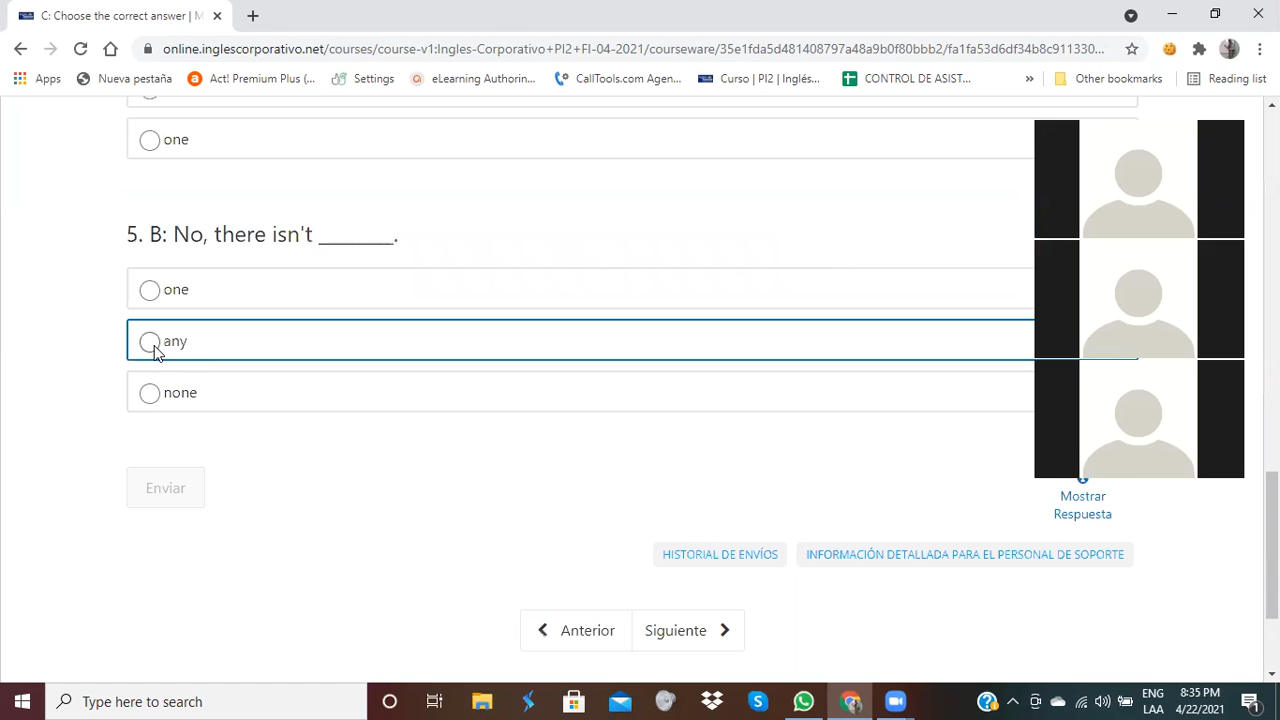 C: Choose the correct answer | M
online.inglescorporativo.net/courses/course-v1:Ingles-Corporativo+PI2+FI-04-2021/courseware/35e1fda5d481408797a48a9b0f80bbb2/fa1fa53d6df34b8c911330...
Apps Nueva pestaña Act! Premium Plus (... Settings eLearning Authorin... CallTools.com Agen... Curso | PI2 | Inglés... CONTROL DE ASIST... » Other bookmarks Reading list
one
5. B: No, there isn't _______.
one
any
none
Enviar
Mostrar
Respuesta
HISTORIAL DE ENVÍOS INFORMACIÓN DETALLADA PARA EL PERSONAL DE SOPORTE
Anterior Siguiente
Type here to search
ENG 8:35 PM
LAA 4/22/2021
1